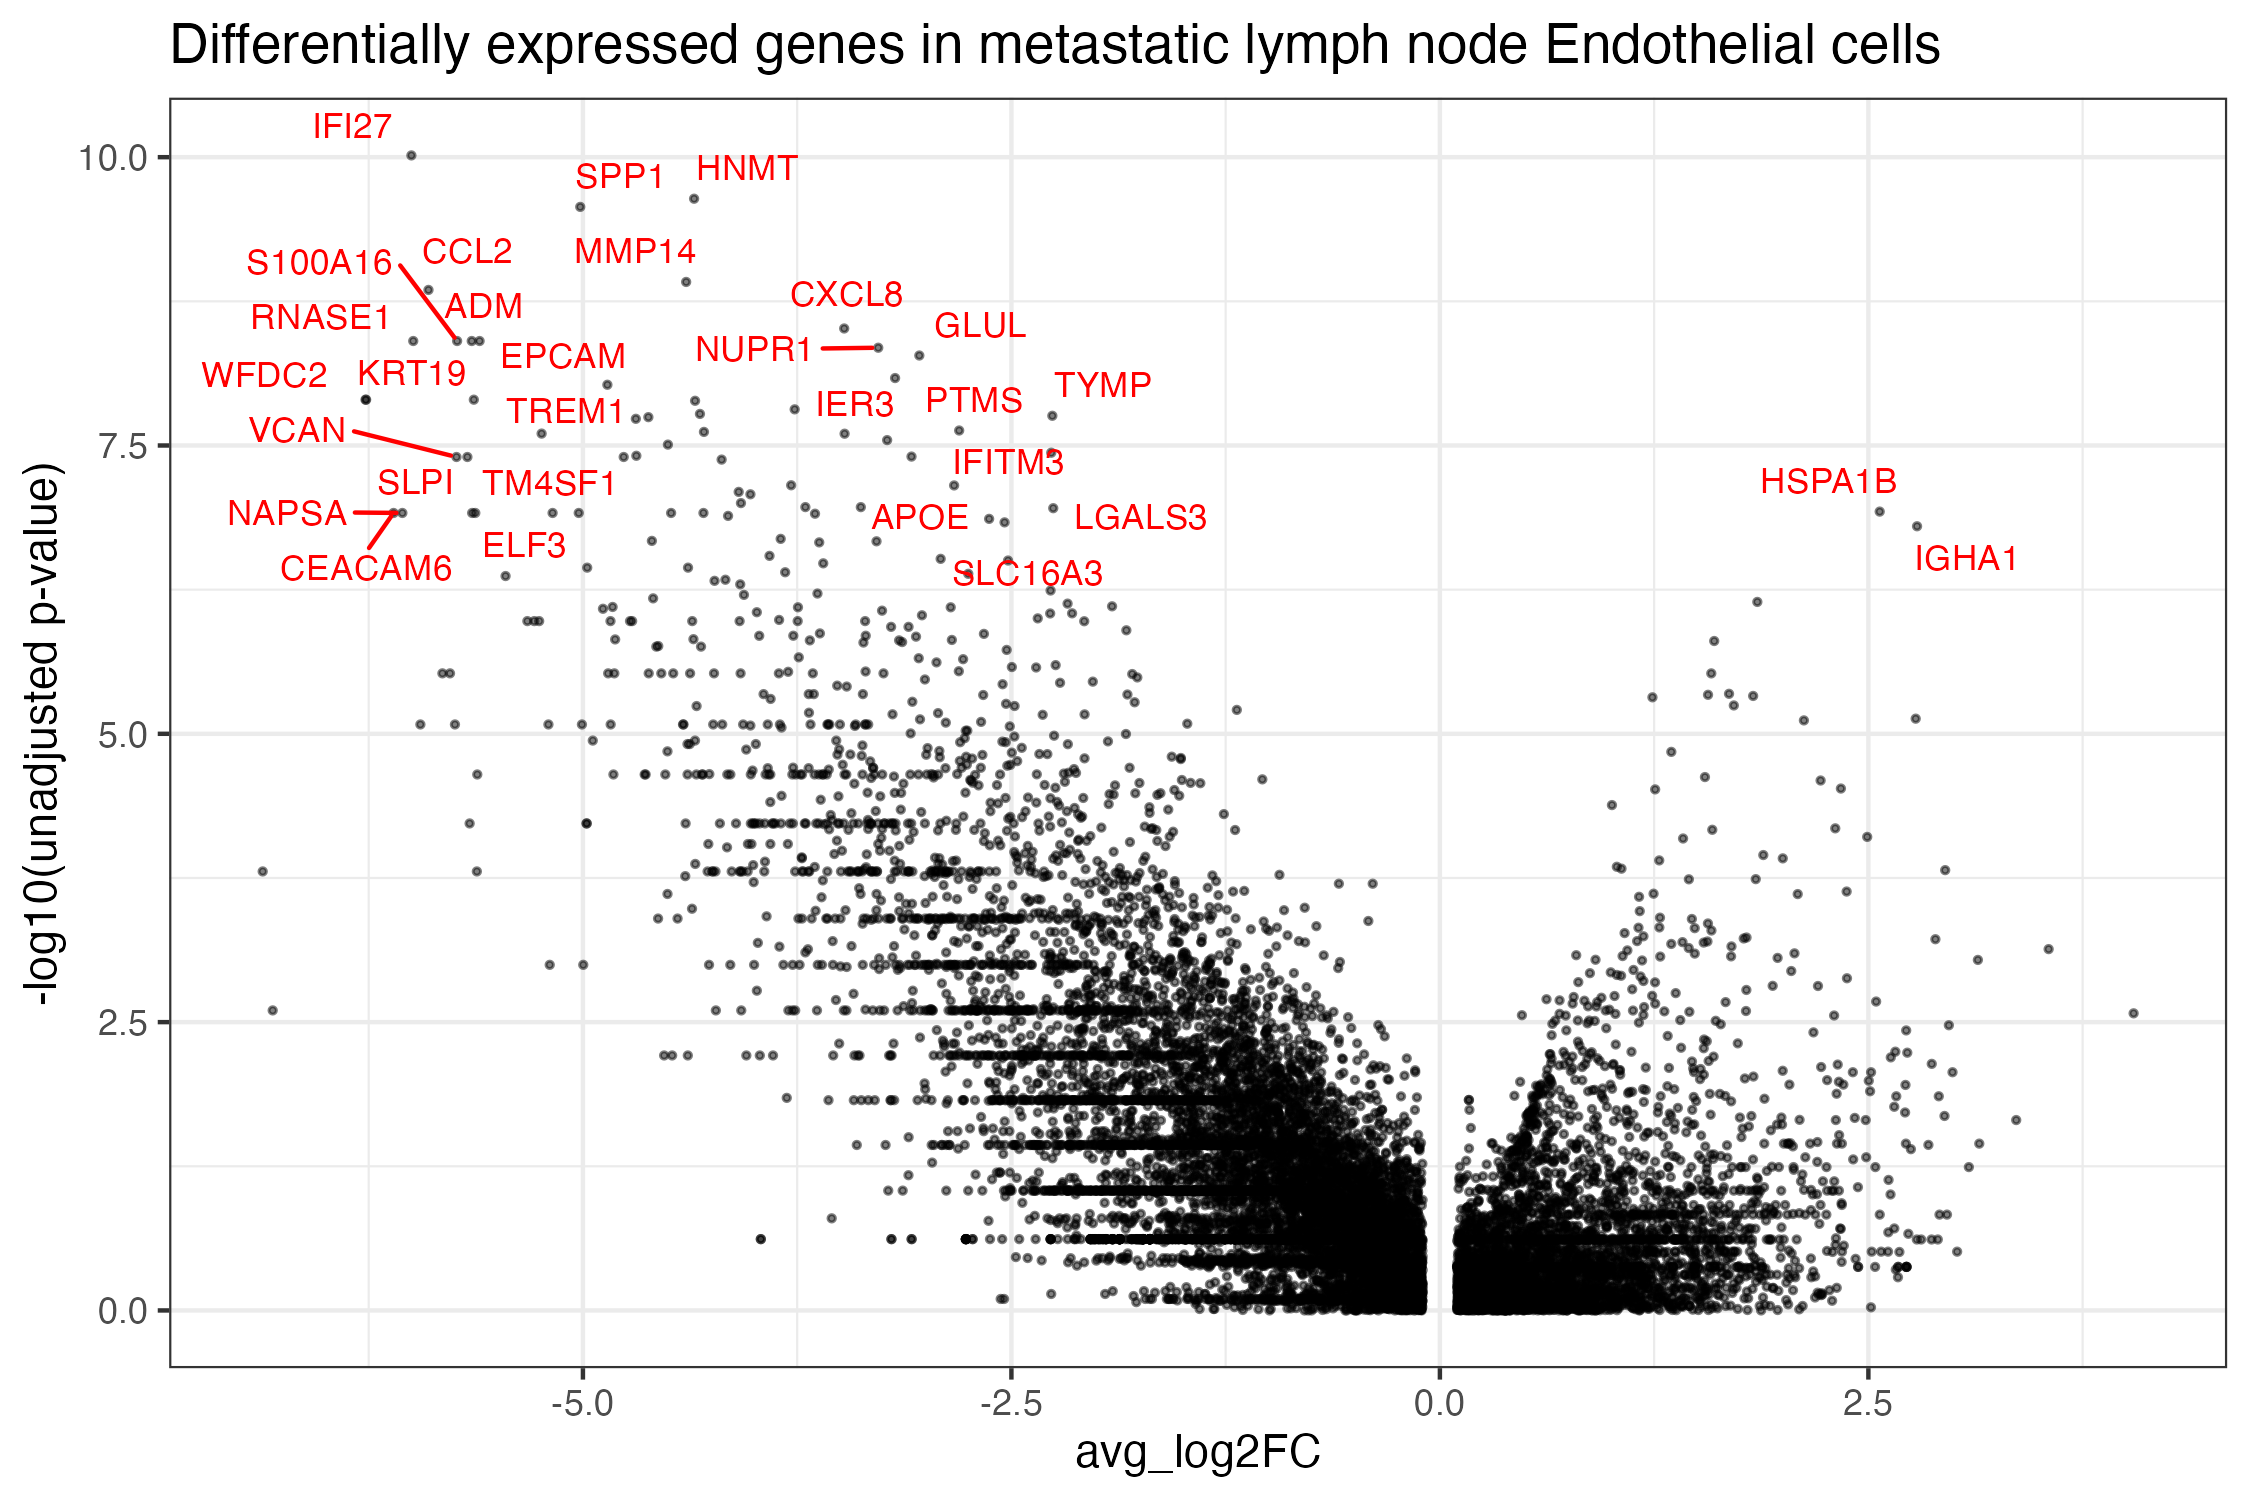 Differentially expressed genes in metastatic lymph node Endothelial cells
IFI27
10.0
SPP1
HNMT
S100A16
CCL2
MMP14
RNASE1
ADM
CXCL8
GLUL
NUPR1
EPCAM
WFDC2
KRT19
TYMP
TREM1
IER3
PTMS
VCAN
7.5
IFITM3
SLPI
TM4SF1
HSPA1B
NAPSA
APOE
LGALS3
ELF3
IGHA1
CEACAM6
SLC16A3
5.0
2.5
0.0
-log10(unadjusted p-value)
-5.0
-2.5
0.0
2.5
avg_log2FC